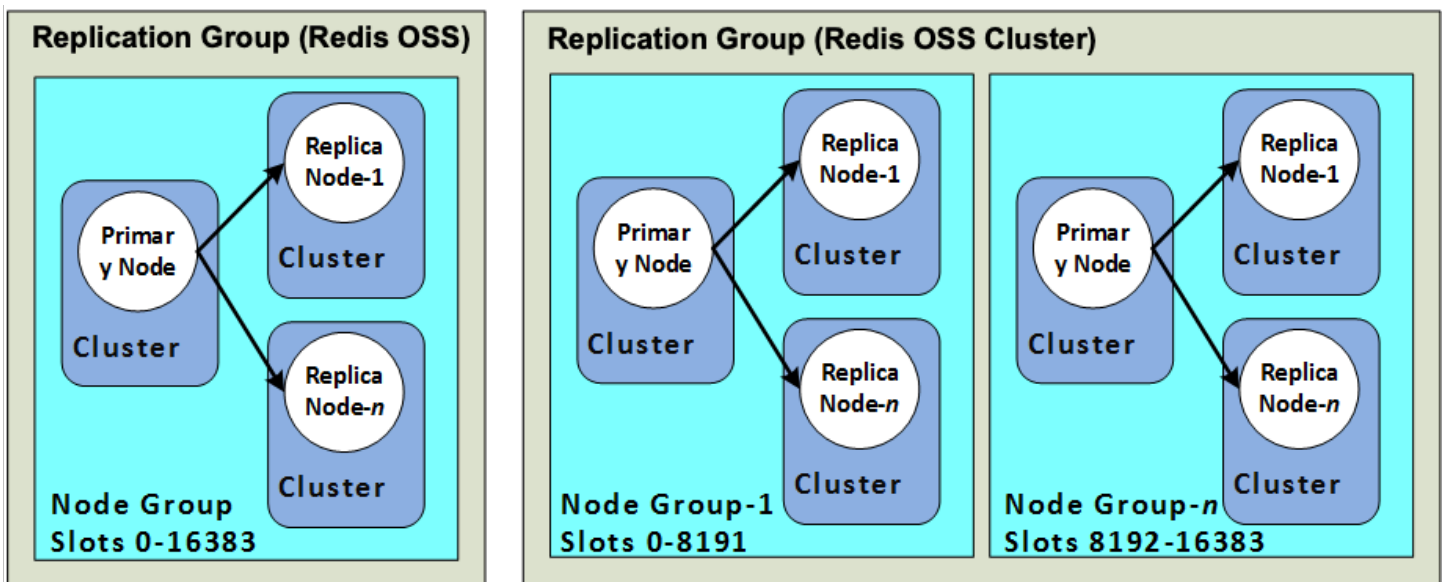 Replication Group (Redis OSS)
Replica
Node-1
Cluster
Primar
y Node
Cluster
Replica
Node-n
Cluster
Node Group
Slots 0-16383
Replication Group (Redis OSS Cluster)
Replica
Node-1
Cluster
Primar
y Node
Cluster
Replica
Node-n
Cluster
Node Group-1
Slots 0-8191
Replica
Node-1
Cluster
Primar
y Node
Cluster
Replica
Node-n
Cluster
Node Group-n
Slots 8192-16383